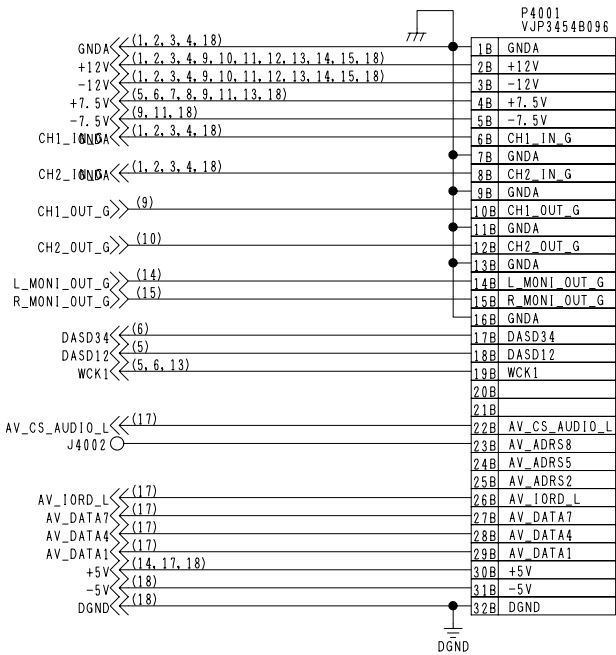 P4001
VJP3454B096
GNDA (1, 2, 3, 4, 18) 1B GNDA
+12V (1, 2, 3, 4, 9, 10, 11, 12, 13, 14, 15, 18) 2B +12V
-12V (1, 2, 3, 4, 9, 10, 11, 12, 13, 14, 15, 18) 3B -12V
+7.5V (5, 6, 7, 8, 9, 11, 13, 18) 4B +7.5V
-7.5V (9, 11, 18) 5B -7.5V
(1, 2, 3, 4, 18) 6B CH1_IN_G
7B GNDA
(1, 2, 3, 4, 18) 8B CH2_IN_G
9B GNDA
CH1_OUT_G (9) 10B CH1_OUT_G
11B GNDA
CH2_OUT_G (10) 12B CH2_OUT_G
13B GNDA
L_MONI_OUT_G (14) 14B L_MONI_OUT_G
R_MONI_OUT_G (15) 15B R_MONI_OUT_G
16B GNDA
DASD34 (6) 17B DASD34
DASD12 (5) 18B DASD12
WCK1 (5, 6, 13) 19B WCK1
20B
21B
AV_CS_AUDIO_L (17) 22B AV_CS_AUDIO_L
J4002 23B AV_ADRS8
24B AV_ADRS5
25B AV_ADRS2
AV_IORD_L (17) 26B AV_IORD_L
AV_DATA7 (17) 27B AV_DATA7
AV_DATA4 (17) 28B AV_DATA4
AV_DATA1 (17) 29B AV_DATA1
+5V (14, 17, 18) 30B +5V
-5V (18) 31B -5V
DGND (18) 32B DGND
DGND